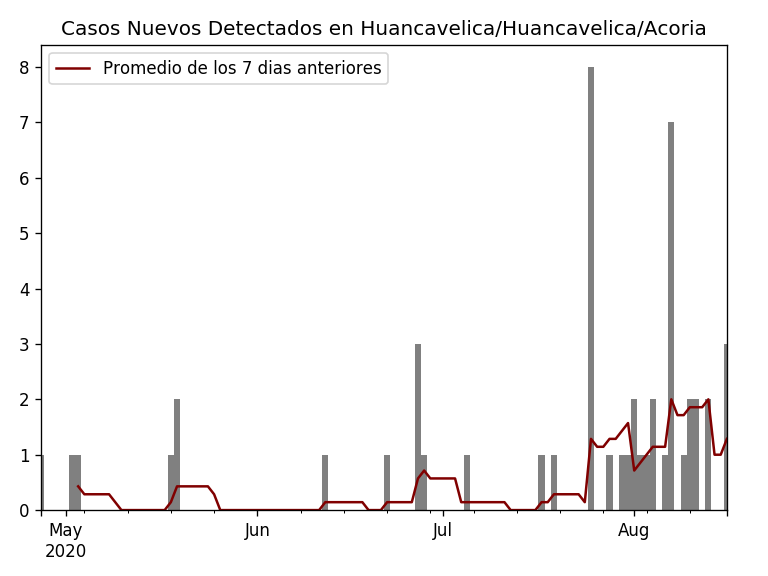 Casos Nuevos Detectados en Huancavelica/Huancavelica/Acoria
Promedio de los 7 dias anteriores
8
7
6
5
4
3
2
1
0
May
2020
Jun
Jul
Aug